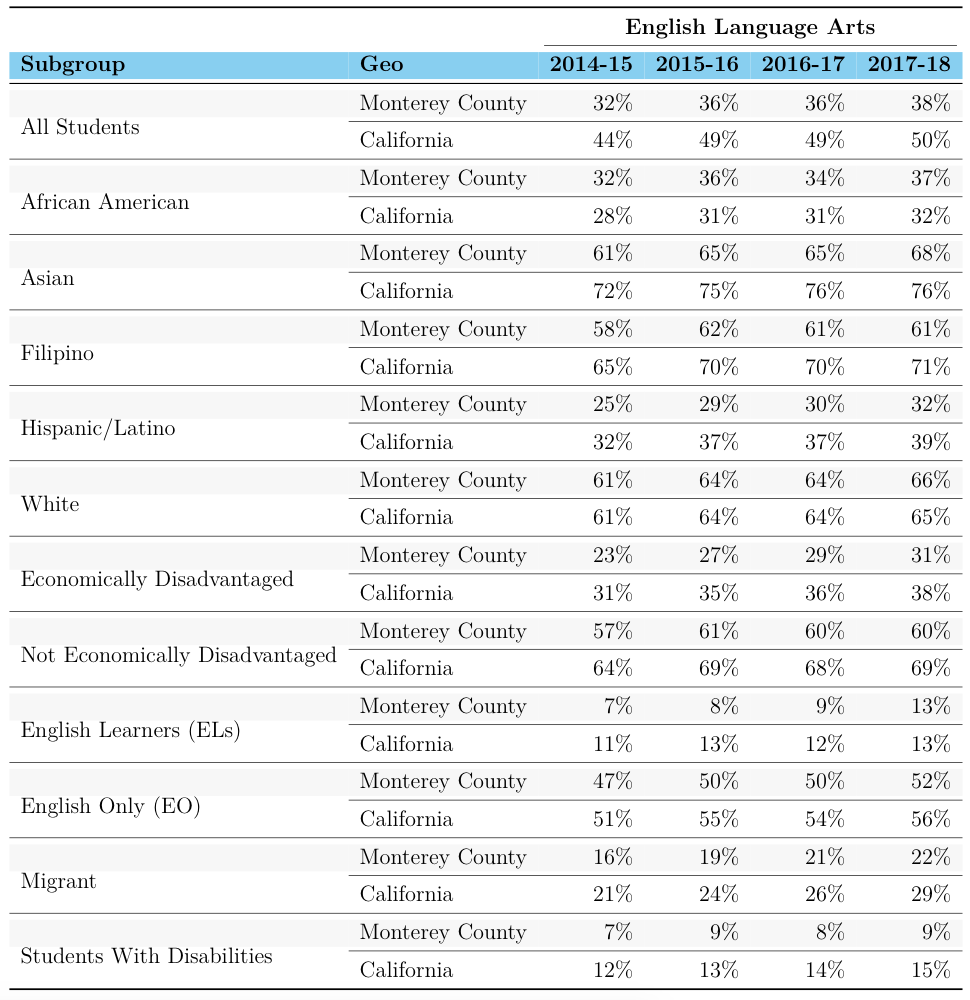 English Language Arts
Subgroup Geo 2014-15 2015-16 2016-17 2017-18
All Students
Monterey County 32% 36% 36% 38%
California 44% 49% 49% 50%
African American
Monterey County 32% 36% 34% 37%
California 28% 31% 31% 32%
Asian
Monterey County 61% 65% 65% 68%
California 72% 75% 76% 76%
Filipino
Monterey County 58% 62% 61% 61%
California 65% 70% 70% 71%
Hispanic/Latino
Monterey County 25% 29% 30% 32%
California 32% 37% 37% 39%
White
Monterey County 61% 64% 64% 66%
California 61% 64% 64% 65%
Economically Disadvantaged
Monterey County 23% 27% 29% 31%
California 31% 35% 36% 38%
Not Economically Disadvantaged
Monterey County 57% 61% 60% 60%
California 64% 69% 68% 69%
English Learners (ELs)
Monterey County 7% 8% 9% 13%
California 11% 13% 12% 13%
English Only (EO)
Monterey County 47% 50% 50% 52%
California 51% 55% 54% 56%
Migrant
Monterey County 16% 19% 21% 22%
California 21% 24% 26% 29%
Students With Disabilities
Monterey County 7% 9% 8% 9%
California 12% 13% 14% 15%